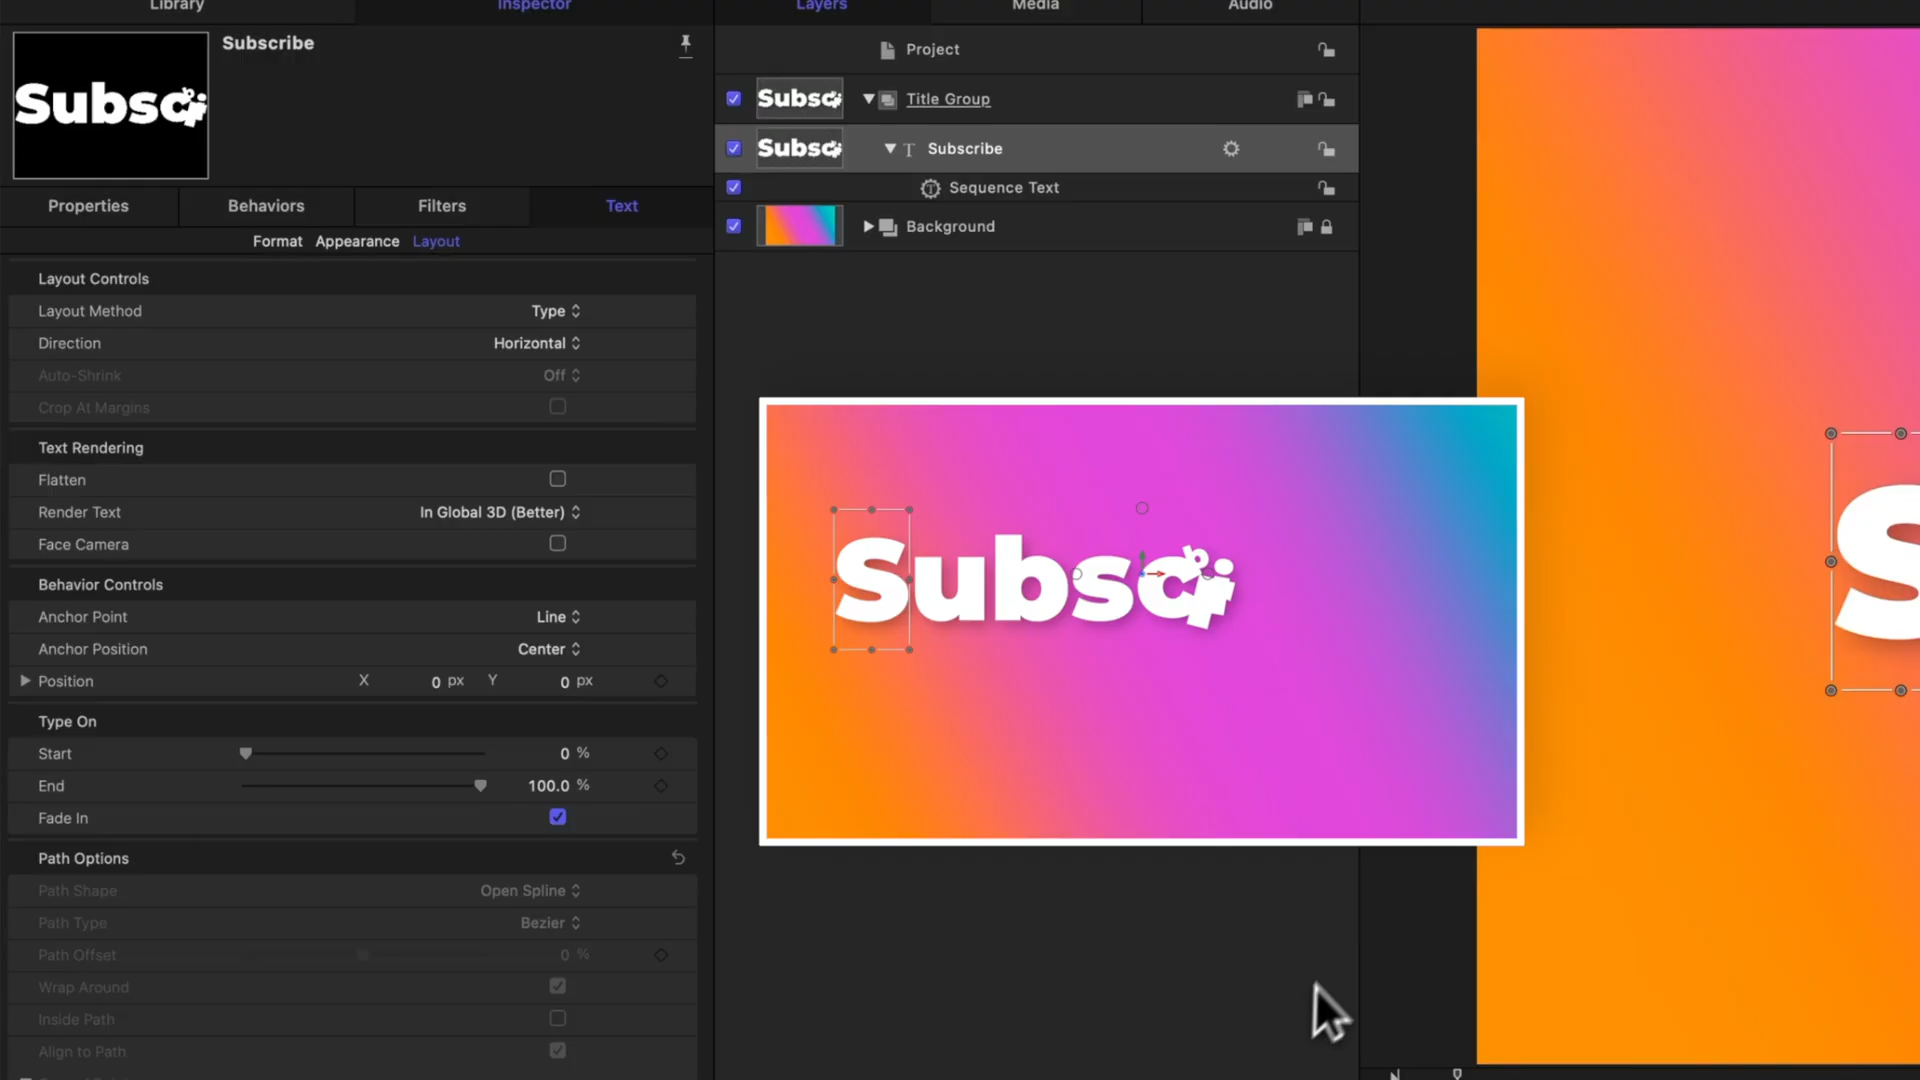 Library
Inspector
Layers
Media
Audio
Subscribe
Subsc
Project
Subsc
Title Group
Subsc
Subscribe
Sequence Text
Background
Properties
Behaviors
Filters
Text
Format
Appearance
Layout
Layout Controls
Layout Method
Type
Direction
Horizontal
Auto-Shrink
Off
Crop At Margins
Text Rendering
Flatten
Render Text
In Global 3D (Better)
Face Camera
Behavior Controls
Anchor Point
Line
Anchor Position
Center
Position
X 0 px Y 0 px
Type On
Start
0 %
End
100.0 %
Fade In
Path Options
Path Shape
Open Spline
Path Type
Bezier
Path Offset
0 %
Wrap Around
Inside Path
Align to Path
Subsc
S